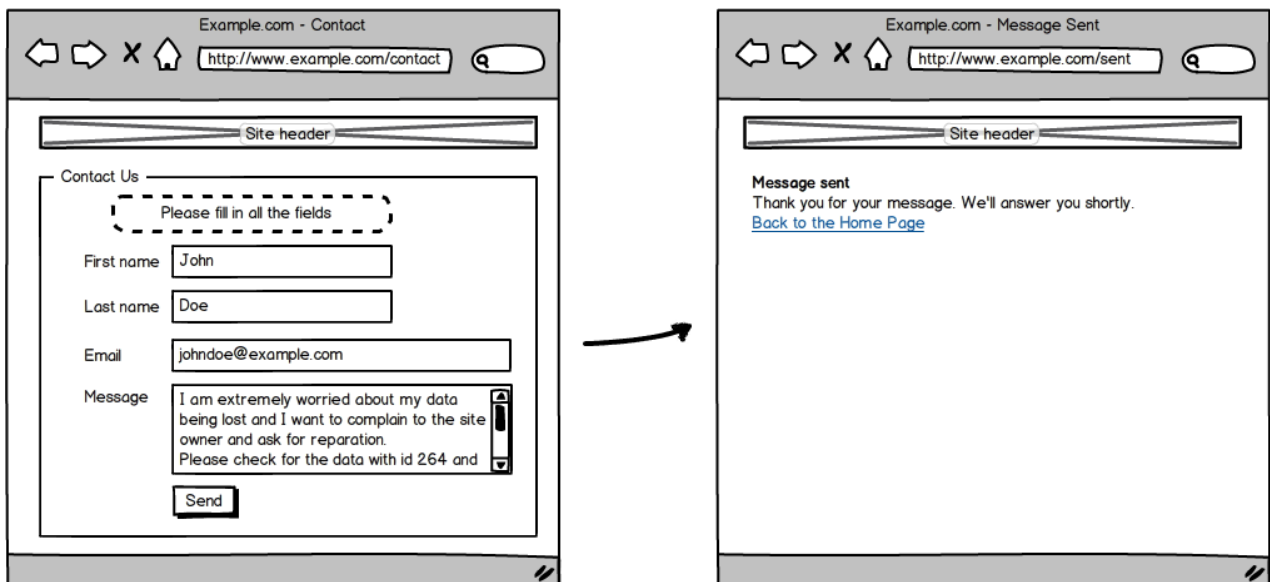 Example.com - Contact
http://www.example.com/contact
Site header
Contact Us
Please fill in all the fields
First name John
Last name Doe
Email johndoe@example.com
Message I am extremely worried about my data
being lost and I want to complain to the site
owner and ask for reparation.
Please check for the data with id 264 and
Send
Example.com - Message Sent
http://www.example.com/sent
Site header
Message sent
Thank you for your message. We'll answer you shortly.
Back to the Home Page